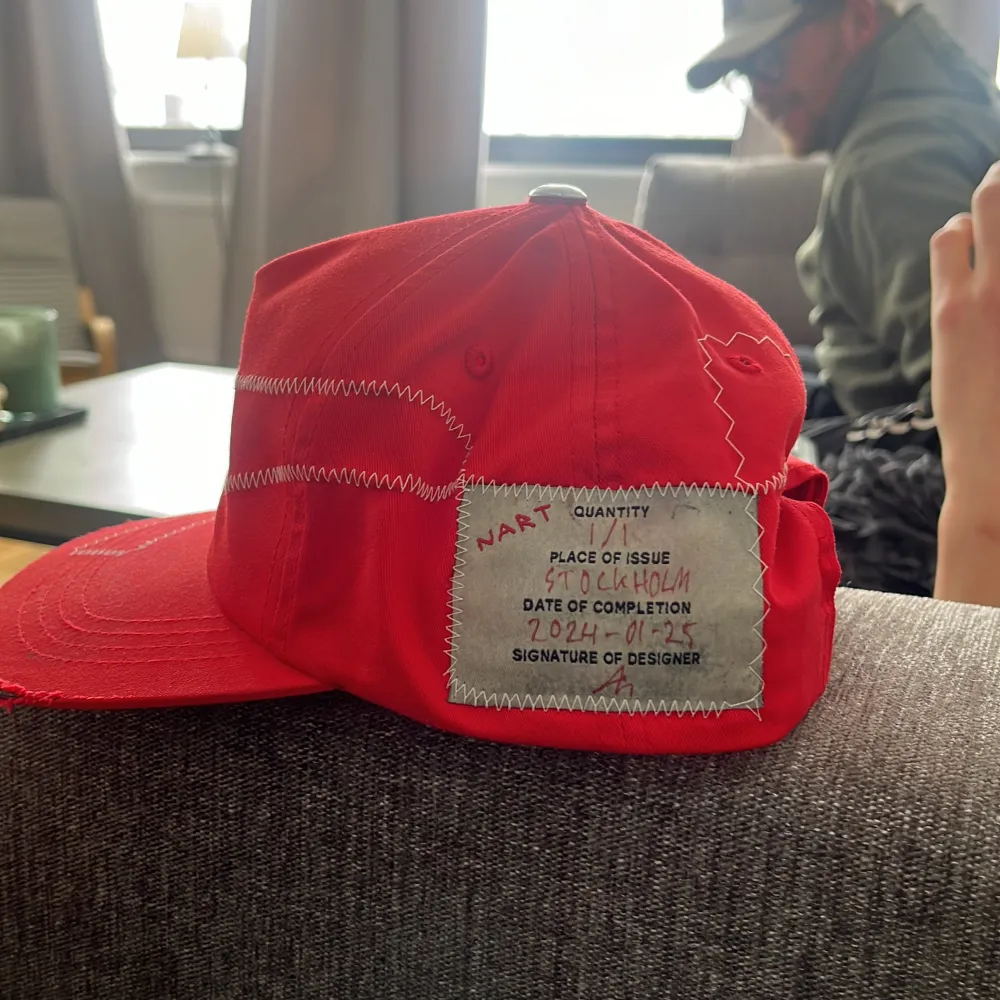 NART
QUANTITY
1/1
PLACE OF ISSUE
STOCKHOLM
DATE OF COMPLETION
2024-01-25
SIGNATURE OF DESIGNER